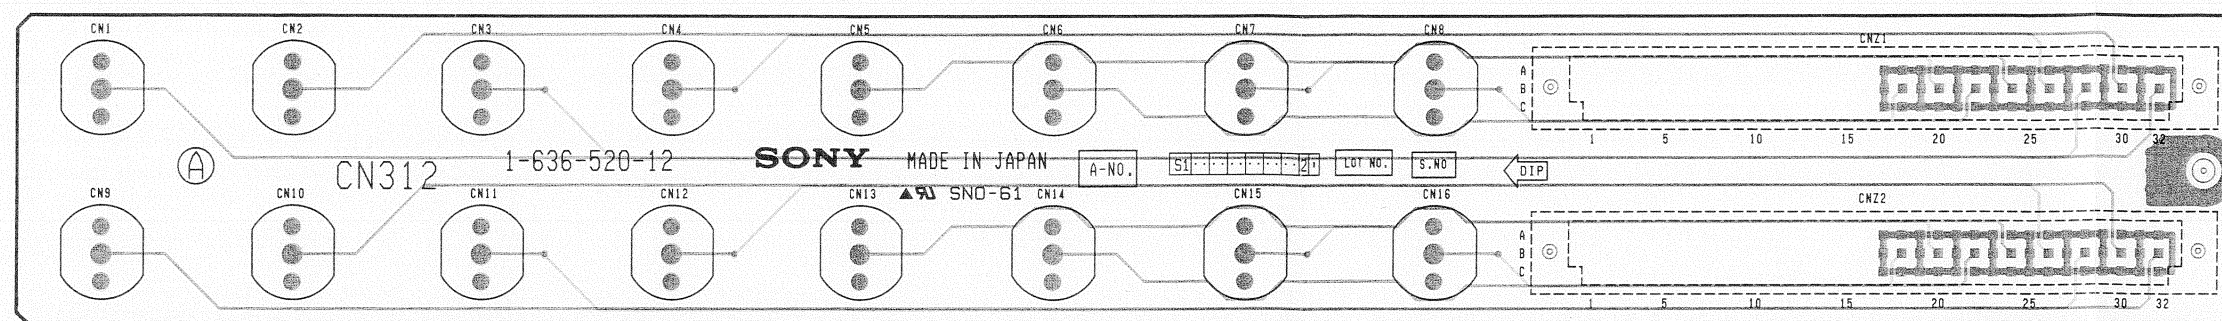 CN1 CN2 CN3 CN4 CN5 CN6 CN7 CN8
CNZ1
A
B
C
1 5 10 15 20 25 30 32
A CN312 1-636-520-12 SONY MADE IN JAPAN A-NO. S1 2 LOT NO. S.NO DIP
SNO-61
CN9 CN10 CN11 CN12 CN13 CN14 CN15 CN16
CNZ2
A
B
C
1 5 10 15 20 25 30 32